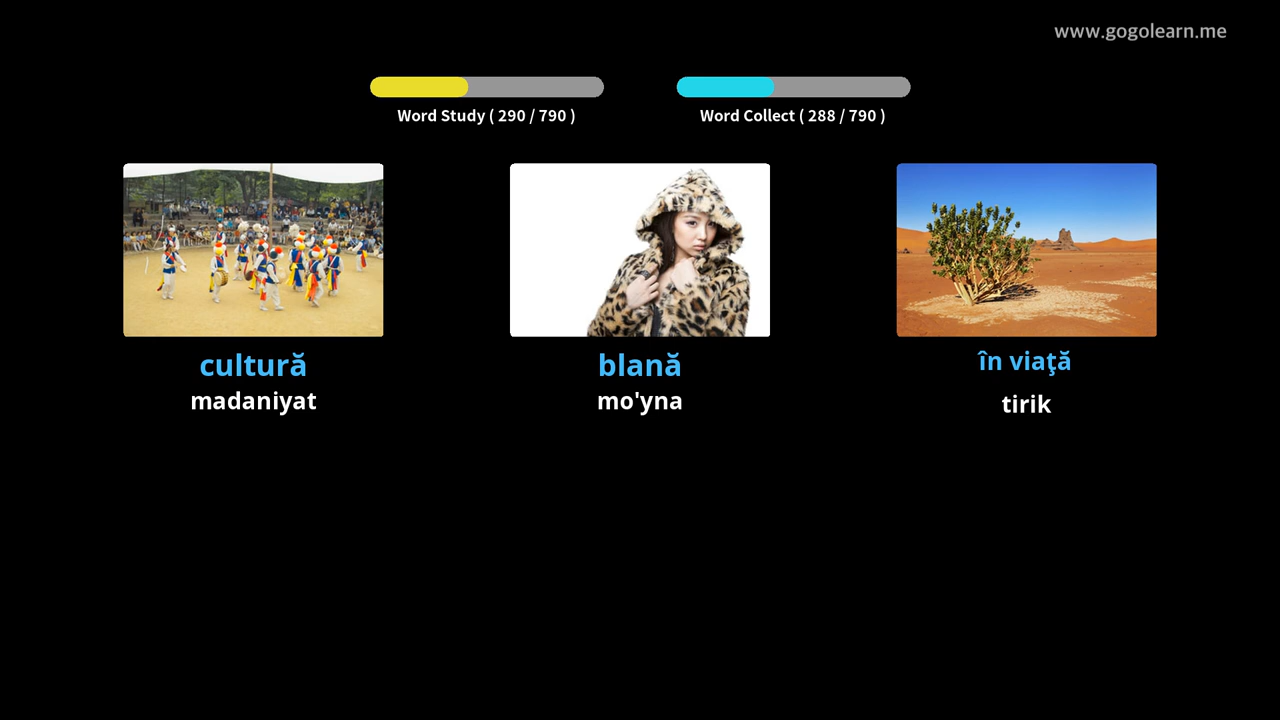 www.gogolearn.me
Word Study ( 290 / 790 )
Word Collect ( 288 / 790 )
cultură
madaniyat
blană
mo'yna
în viaţă
tirik